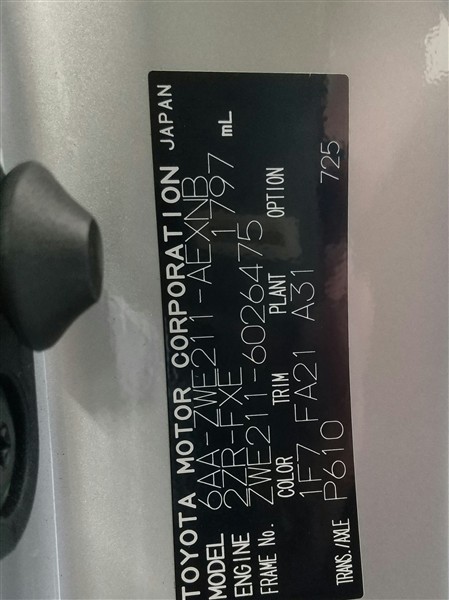 TOYOTA MOTOR CORPORATION JAPAN
MODEL 6AA-ZWE211-AEXNB
ENGINE 2ZR-FXE 1797 mL
FRAME No. ZWE211-6026475
COLOR TRIM PLANT OPTION
1F7 FA21 A31 725
TRANS./AXLE P610